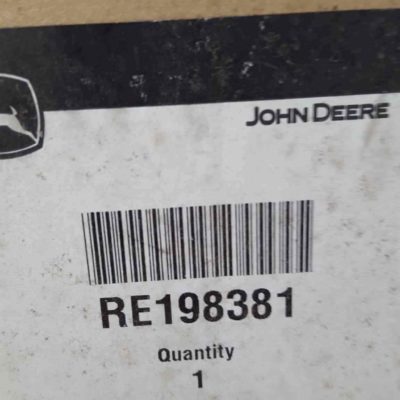 JOHN DEERE
RE198381
Quantity
1